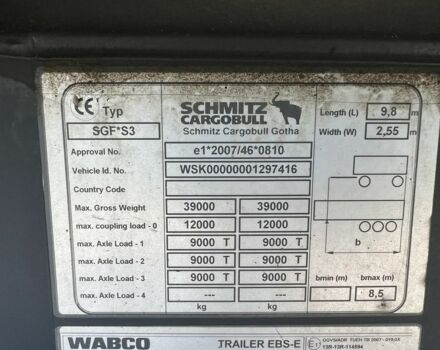 CE Typ
SGF*S3
SCHMITZ
CARGOBULL
Schmitz Cargobull Gotha
Length (L) 9,8 m
Width (W) 2,55 m
Approval No. e1*2007/46*0810
Vehicle Id. No. WSK00000001297416
Country Code
max. Gross Weight 39000 39000
max. coupling load - 0 12000 12000
max. Axle Load - 1 9000 T 9000 T
max. Axle Load - 2 9000 T 9000 T
max. Axle Load - 3 9000 T 9000 T
max. Axle Load - 4 --- ---
kg kg
b
bmin (m) bmax (m)
8,5
WABCO TRAILER EBS-E E1